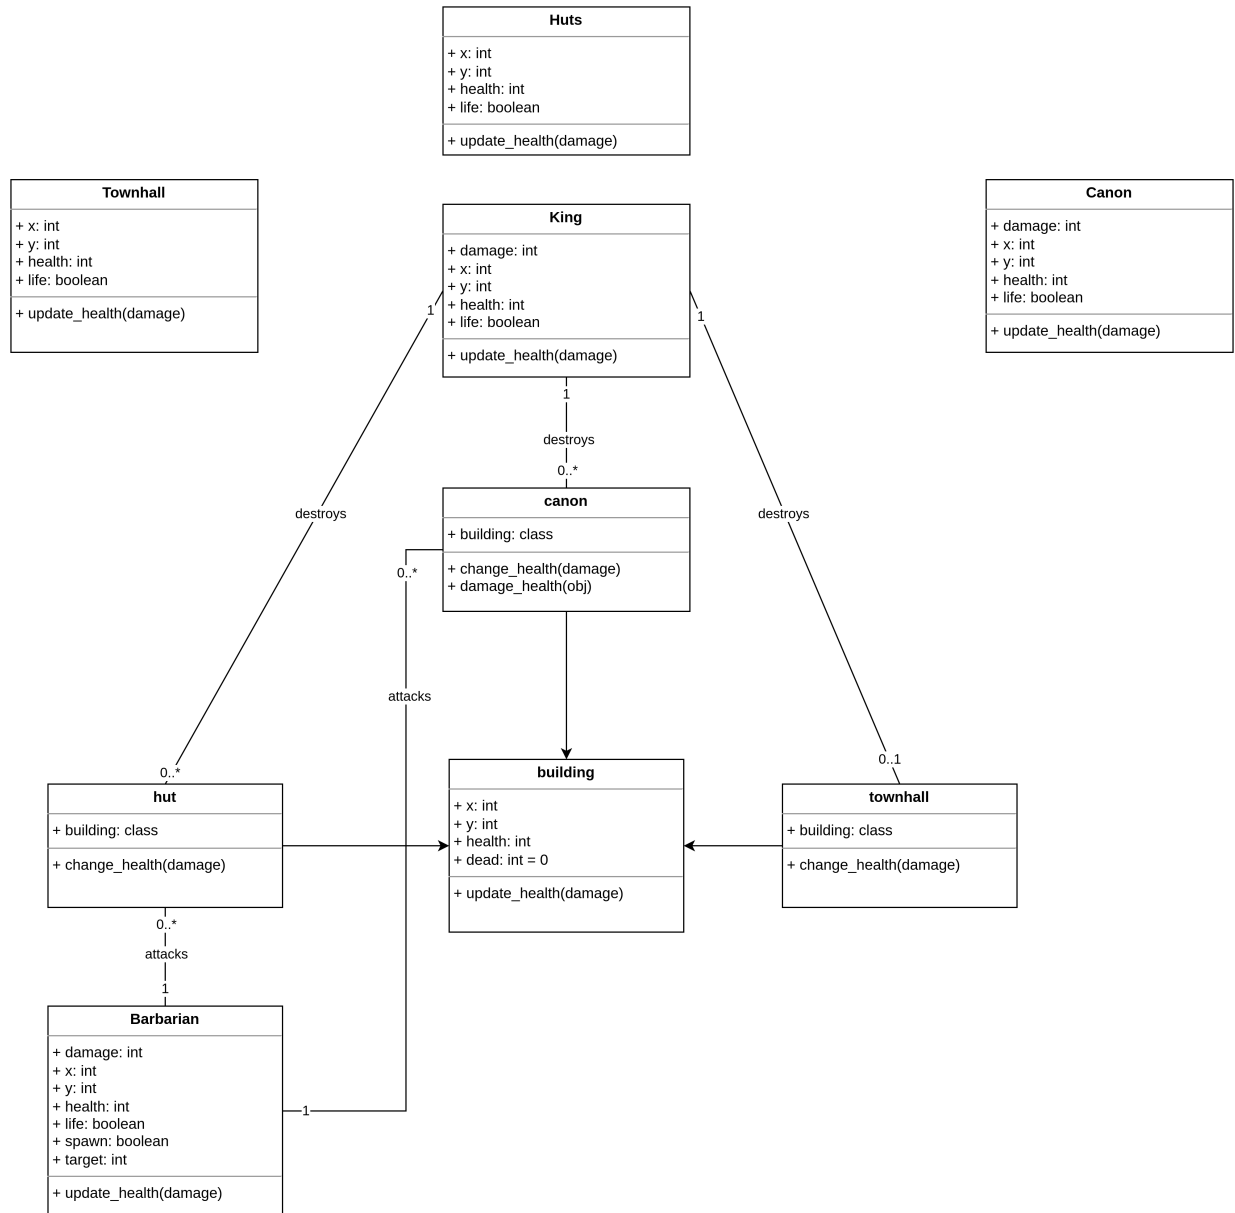 Huts
+ x: int
+ y: int
+ health: int
+ life: boolean
+ update_health(damage)
Townhall
+ x: int
+ y: int
+ health: int
+ life: boolean
+ update_health(damage)
King
+ damage: int
+ x: int
+ y: int
+ health: int
+ life: boolean
+ update_health(damage)
Canon
+ damage: int
+ x: int
+ y: int
+ health: int
+ life: boolean
+ update_health(damage)
1
1
1
destroys
0..*
destroys
destroys
canon
+ building: class
+ change_health(damage)
+ damage_health(obj)
0..*
attacks
0..*
0..1
hut
+ building: class
+ change_health(damage)
building
+ x: int
+ y: int
+ health: int
+ dead: int = 0
+ update_health(damage)
townhall
+ building: class
+ change_health(damage)
0..*
attacks
1
Barbarian
+ damage: int
+ x: int
+ y: int
+ health: int
+ life: boolean
+ spawn: boolean
+ target: int
+ update_health(damage)
1